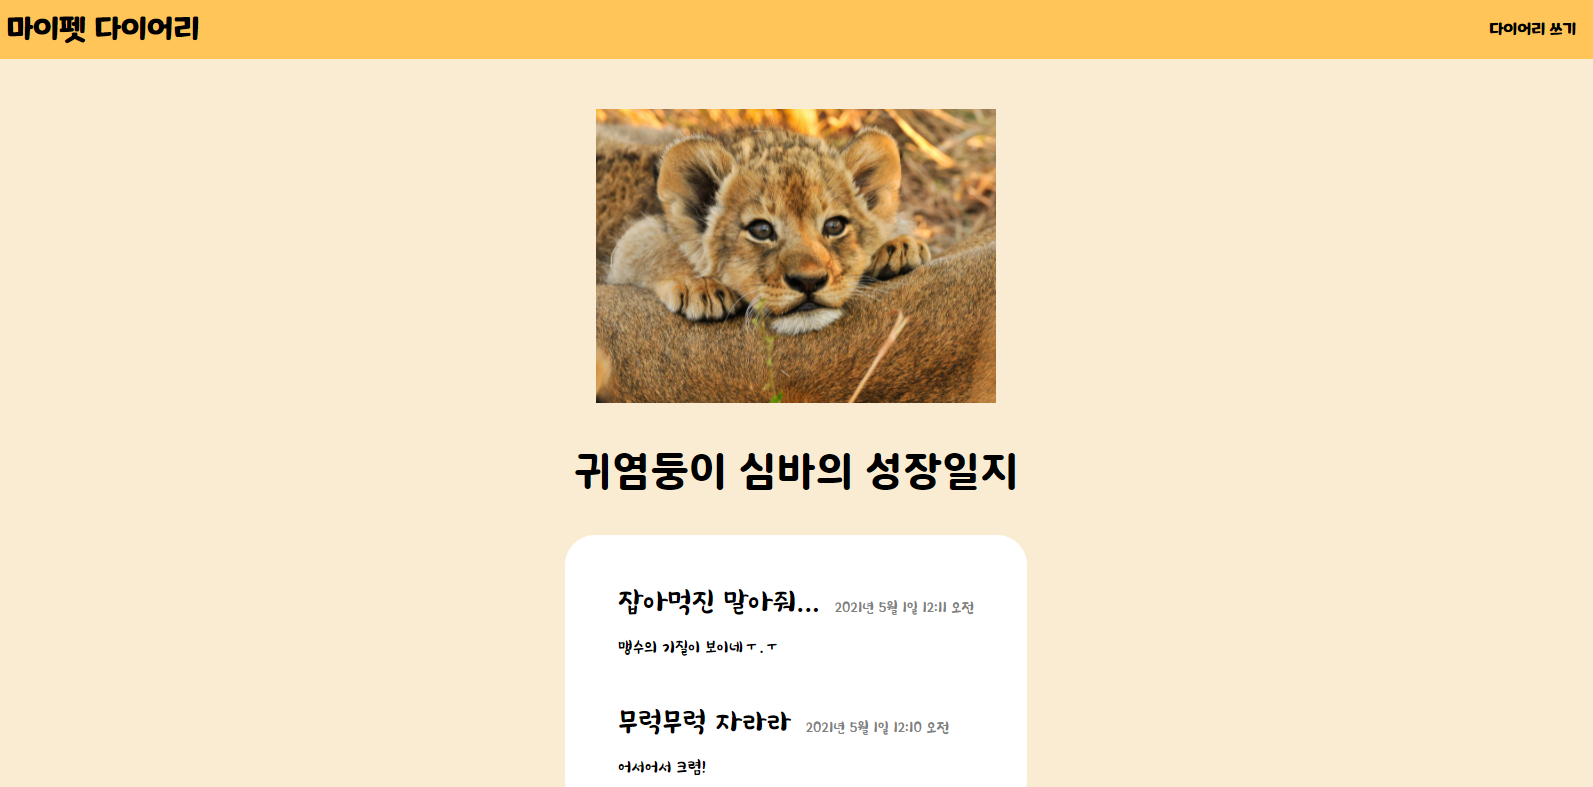 마이펫 다이어리
다이어리 쓰기
귀염둥이 심바의 성장일지
잡아먹진 말아줘... 2021년 5월 1일 12:11 오전
맹수의 기질이 보이네ㅜ.ㅜ
무럭무럭 자라라 2021년 5월 1일 12:10 오전
어서어서 크렴!